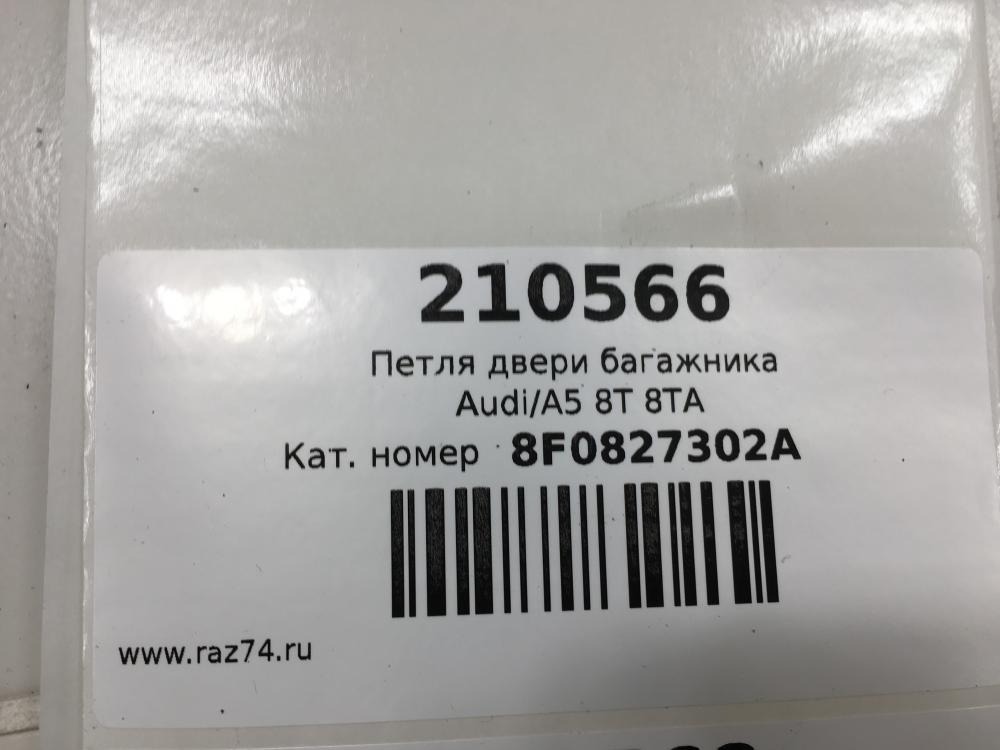 210566
Петля двери багажника
Audi/A5 8T 8TA
Кат. номер 8F0827302A
www.raz74.ru